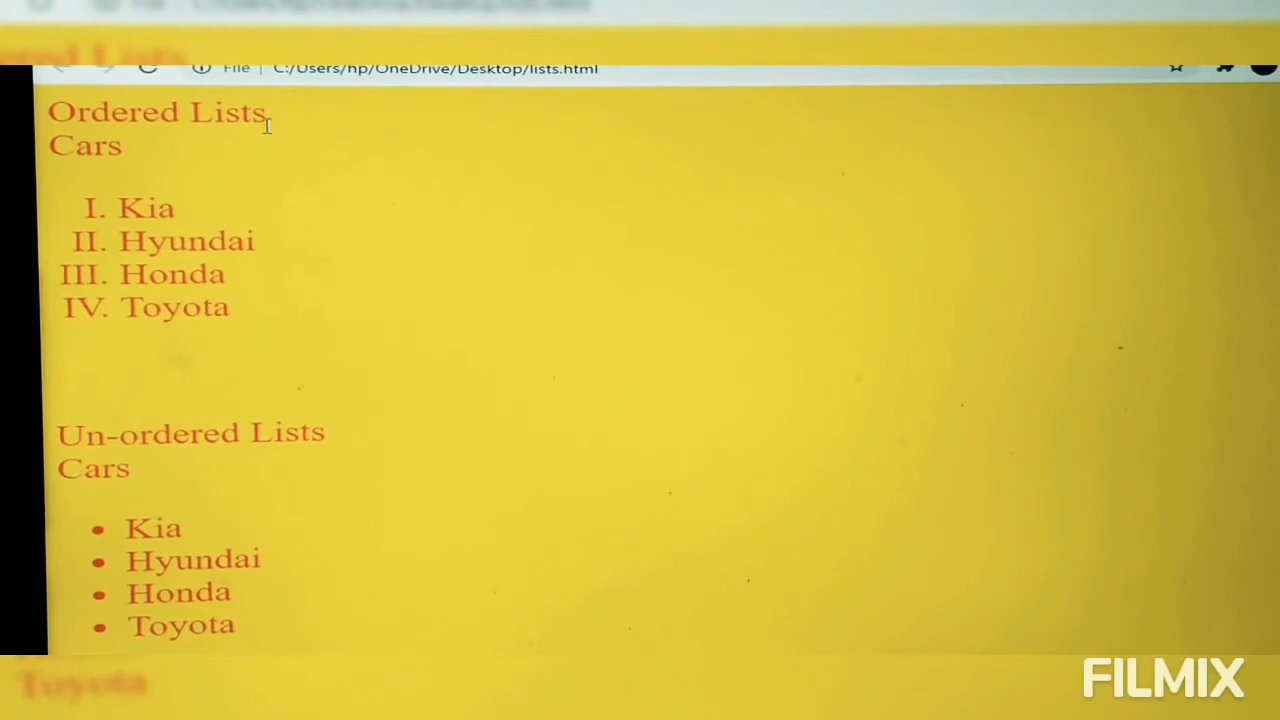 File | C:/Users/hp/OneDrive/Desktop/lists.html
Ordered Lists
Cars
I. Kia
II. Hyundai
III. Honda
IV. Toyota
Un-ordered Lists
Cars
• Kia
• Hyundai
• Honda
• Toyota
Toyota
FILMIX